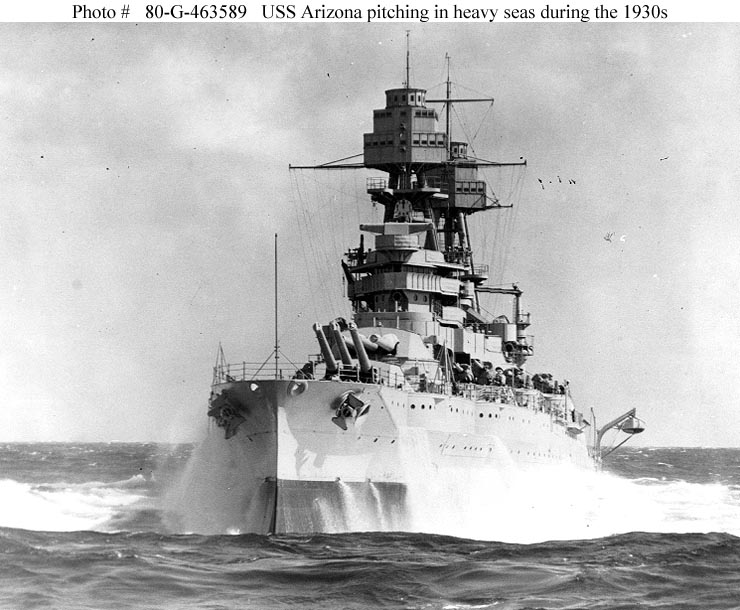 Photo # 80-G-463589 USS Arizona pitching in heavy seas during the 1930s